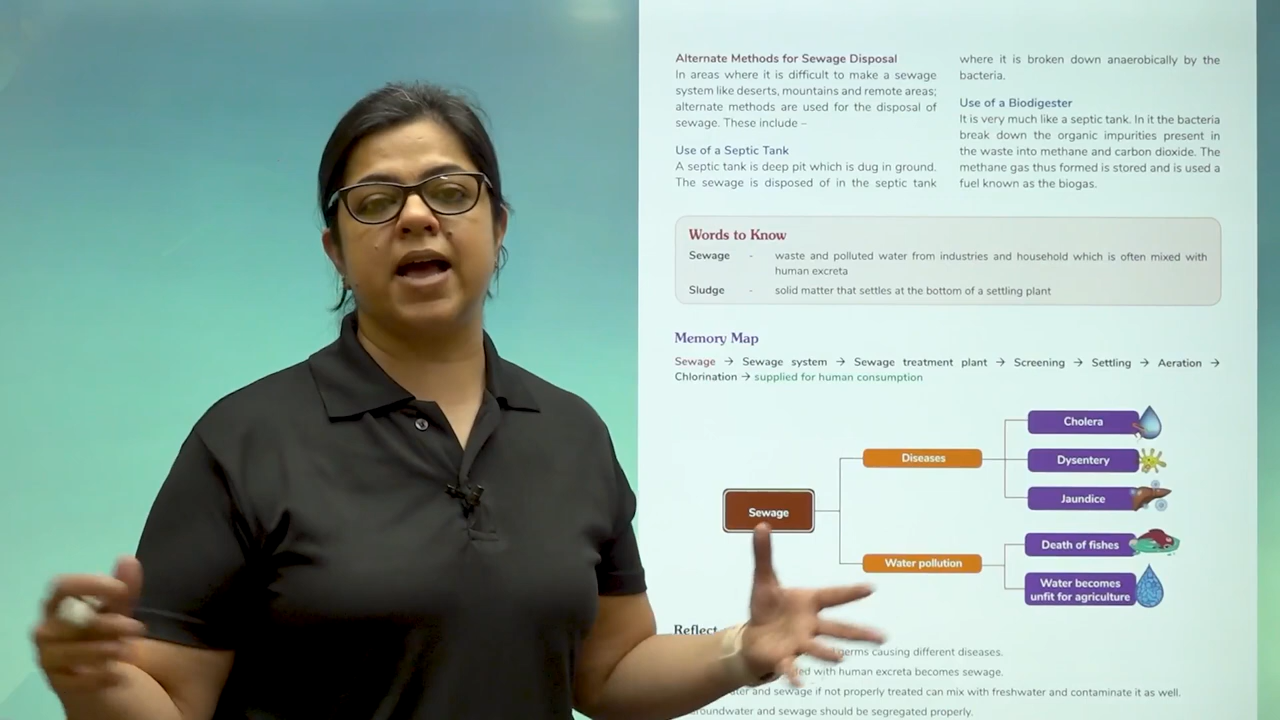 Alternate Methods for Sewage Disposal
In areas where it is difficult to make a sewage
system like deserts, mountains and remote areas;
alternate methods are used for the disposal of
sewage. These include –
Use of a Septic Tank
A septic tank is deep pit which is dug in ground.
The sewage is disposed of in the septic tank
where it is broken down anaerobically by the
bacteria.
Use of a Biodigester
It is very much like a septic tank. In it the bacteria
break down the organic impurities present in
the waste into methane and carbon dioxide. The
methane gas thus formed is stored and is used a
fuel known as the biogas.
Words to Know
Sewage - waste and polluted water from industries and household which is often mixed with
human excreta
Sludge - solid matter that settles at the bottom of a settling plant
Memory Map
Sewage → Sewage system → Sewage treatment plant → Screening → Settling → Aeration →
Chlorination → supplied for human consumption
Sewage
Diseases
Cholera
Dysentery
Jaundice
Water pollution
Death of fishes
Water becomes
unfit for agriculture
Reflect
germs causing different diseases.
with human excreta becomes sewage.
and sewage if not properly treated can mix with freshwater and contaminate it as well.
and sewage should be segregated properly.